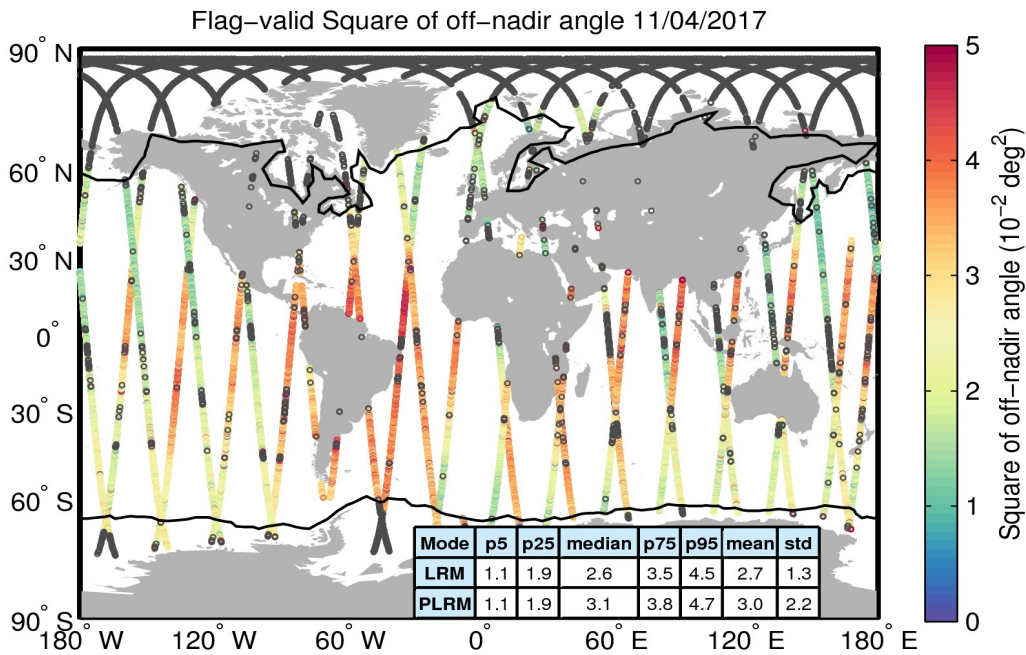 Flag−valid Square of off−nadir angle 11/04/2017
90° N
60° N
30° N
0°
30° S
60° S
90° S
180° W
120° W
60° W
0°
60° E
120° E
180° E
5
4
3
2
1
0
Square of off−nadir angle (10⁻² deg²)
Mode p5 p25 median p75 p95 mean std
LRM 1.1 1.9 2.6 3.5 4.5 2.7 1.3
PLRM 1.1 1.9 3.1 3.8 4.7 3.0 2.2